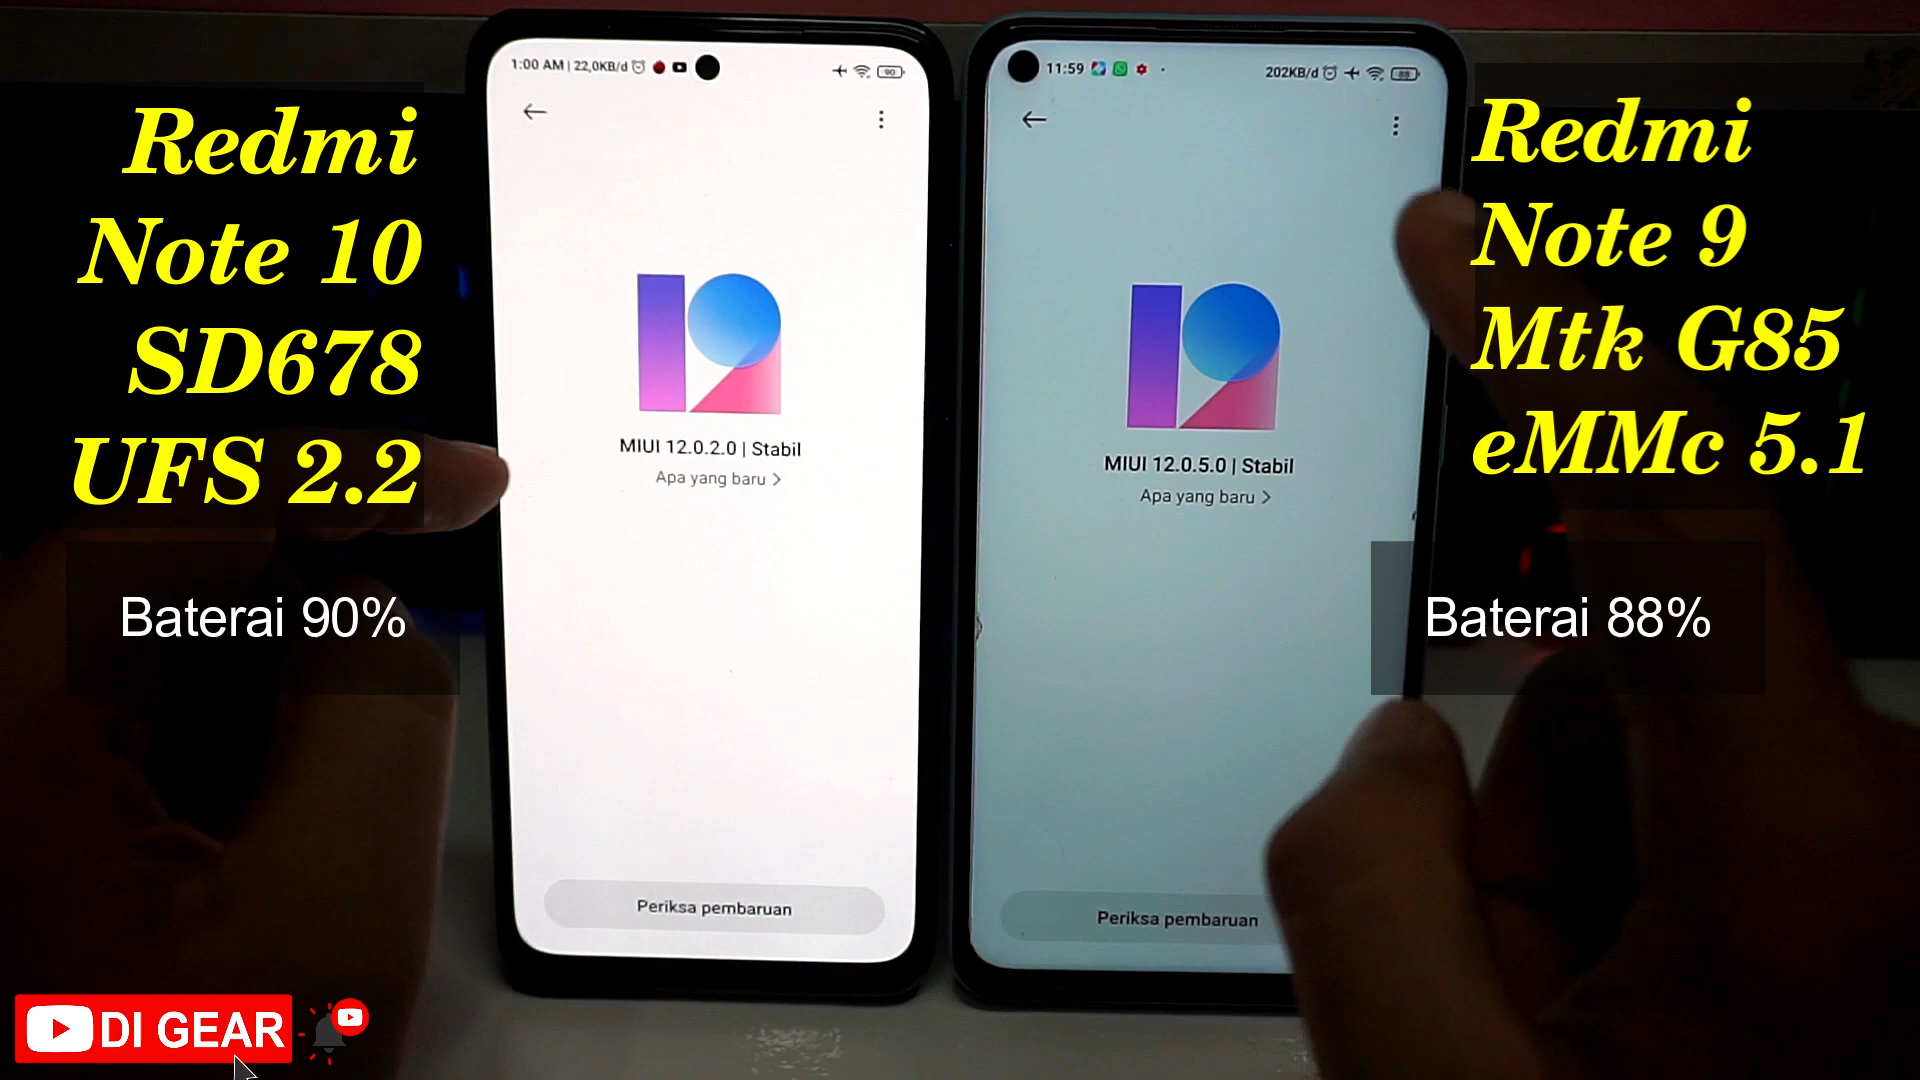 Redmi
Note 10
SD678
UFS 2.2
Baterai 90%
1:00 AM | 22,0KB/d
90
MIUI 12.0.2.0 | Stabil
Apa yang baru >
Periksa pembaruan
11:59
202KB/d
88
MIUI 12.0.5.0 | Stabil
Apa yang baru >
Periksa pembaruan
Redmi
Note 9
Mtk G85
eMMc 5.1
Baterai 88%
DI GEAR